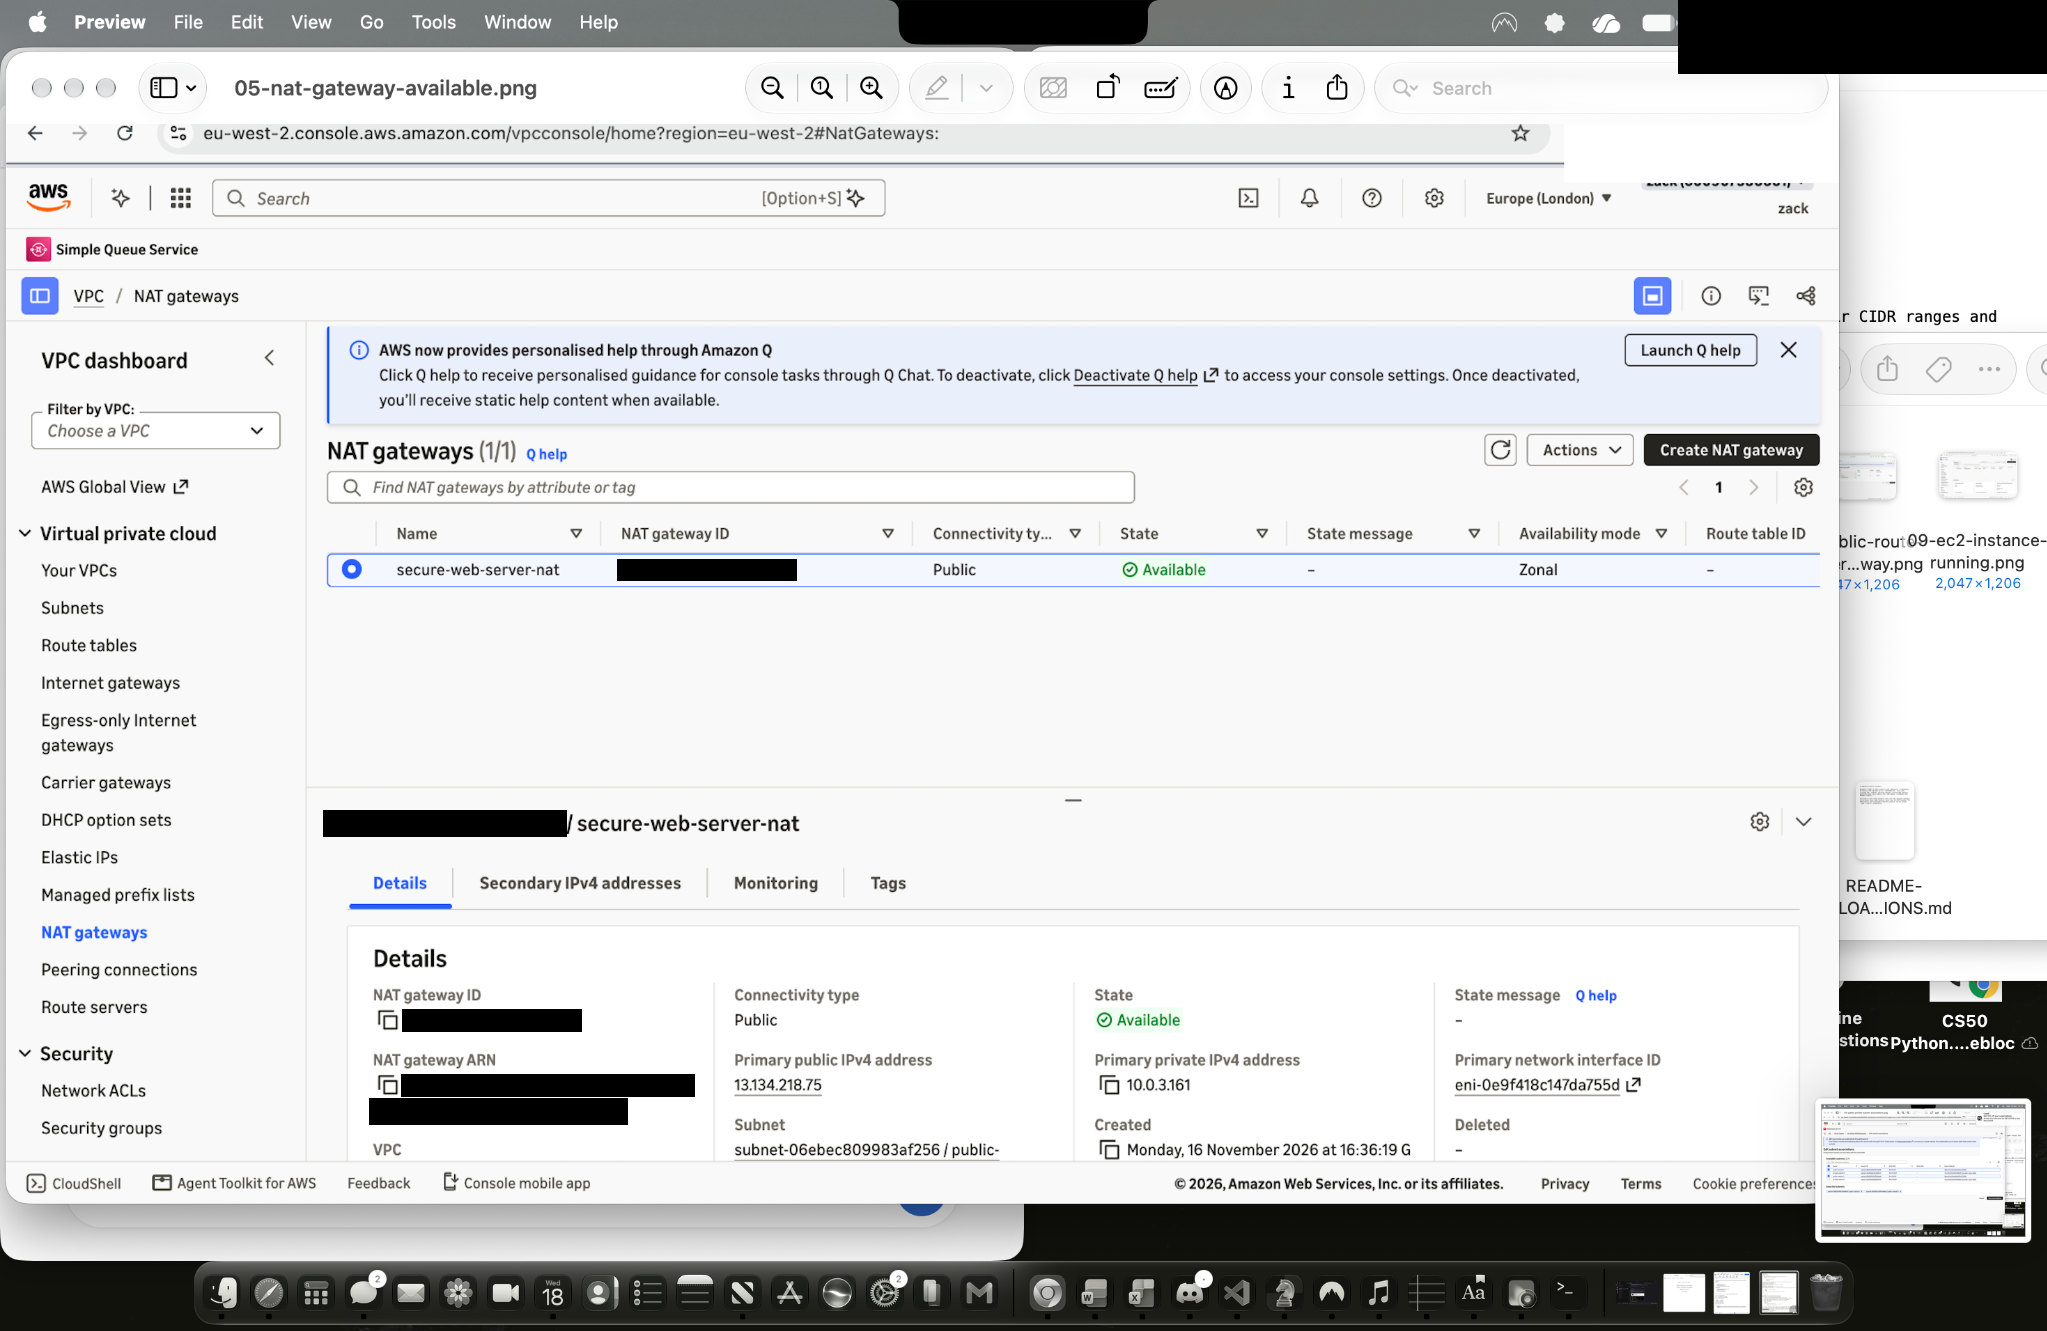 Preview File Edit View Go Tools Window Help
05-nat-gateway-available.png
Search
eu-west-2.console.aws.amazon.com/vpcconsole/home?region=eu-west-2#NatGateways:
aws
Search [Option+S]
Europe (London)
zack
Simple Queue Service
VPC / NAT gateways
r CIDR ranges and
VPC dashboard
Filter by VPC:
Choose a VPC
AWS Global View
Virtual private cloud
Your VPCs
Subnets
Route tables
Internet gateways
Egress-only Internet
gateways
Carrier gateways
DHCP option sets
Elastic IPs
Managed prefix lists
NAT gateways
Peering connections
Route servers
Security
Network ACLs
Security groups
AWS now provides personalised help through Amazon Q
Click Q help to receive personalised guidance for console tasks through Q Chat. To deactivate, click Deactivate Q help to access your console settings. Once deactivated,
you'll receive static help content when available.
Launch Q help
NAT gateways (1/1) Q help
Actions
Create NAT gateway
Find NAT gateways by attribute or tag
1
Name NAT gateway ID Connectivity ty... State State message Availability mode Route table ID
secure-web-server-nat Public Available – Zonal –
/ secure-web-server-nat
Details Secondary IPv4 addresses Monitoring Tags
Details
NAT gateway ID
Connectivity type
Public
State
Available
State message Q help
–
NAT gateway ARN
Primary public IPv4 address
13.134.218.75
Primary private IPv4 address
10.0.3.161
Primary network interface ID
eni-0e9f418c147da755d
VPC
Subnet
subnet-06ebec809983af256 / public-
Created
Monday, 16 November 2026 at 16:36:19 G
Deleted
–
CloudShell Agent Toolkit for AWS Feedback Console mobile app
© 2026, Amazon Web Services, Inc. or its affiliates. Privacy Terms Cookie preferences
09-ec2-instance-
running.png
2,047×1,206
blic-route
r...way.png
47×1,206
README-
LOA...IONS.md
ine
stions
CS50
Python....ebloc
2
Wed
18
2
W
X
Aa